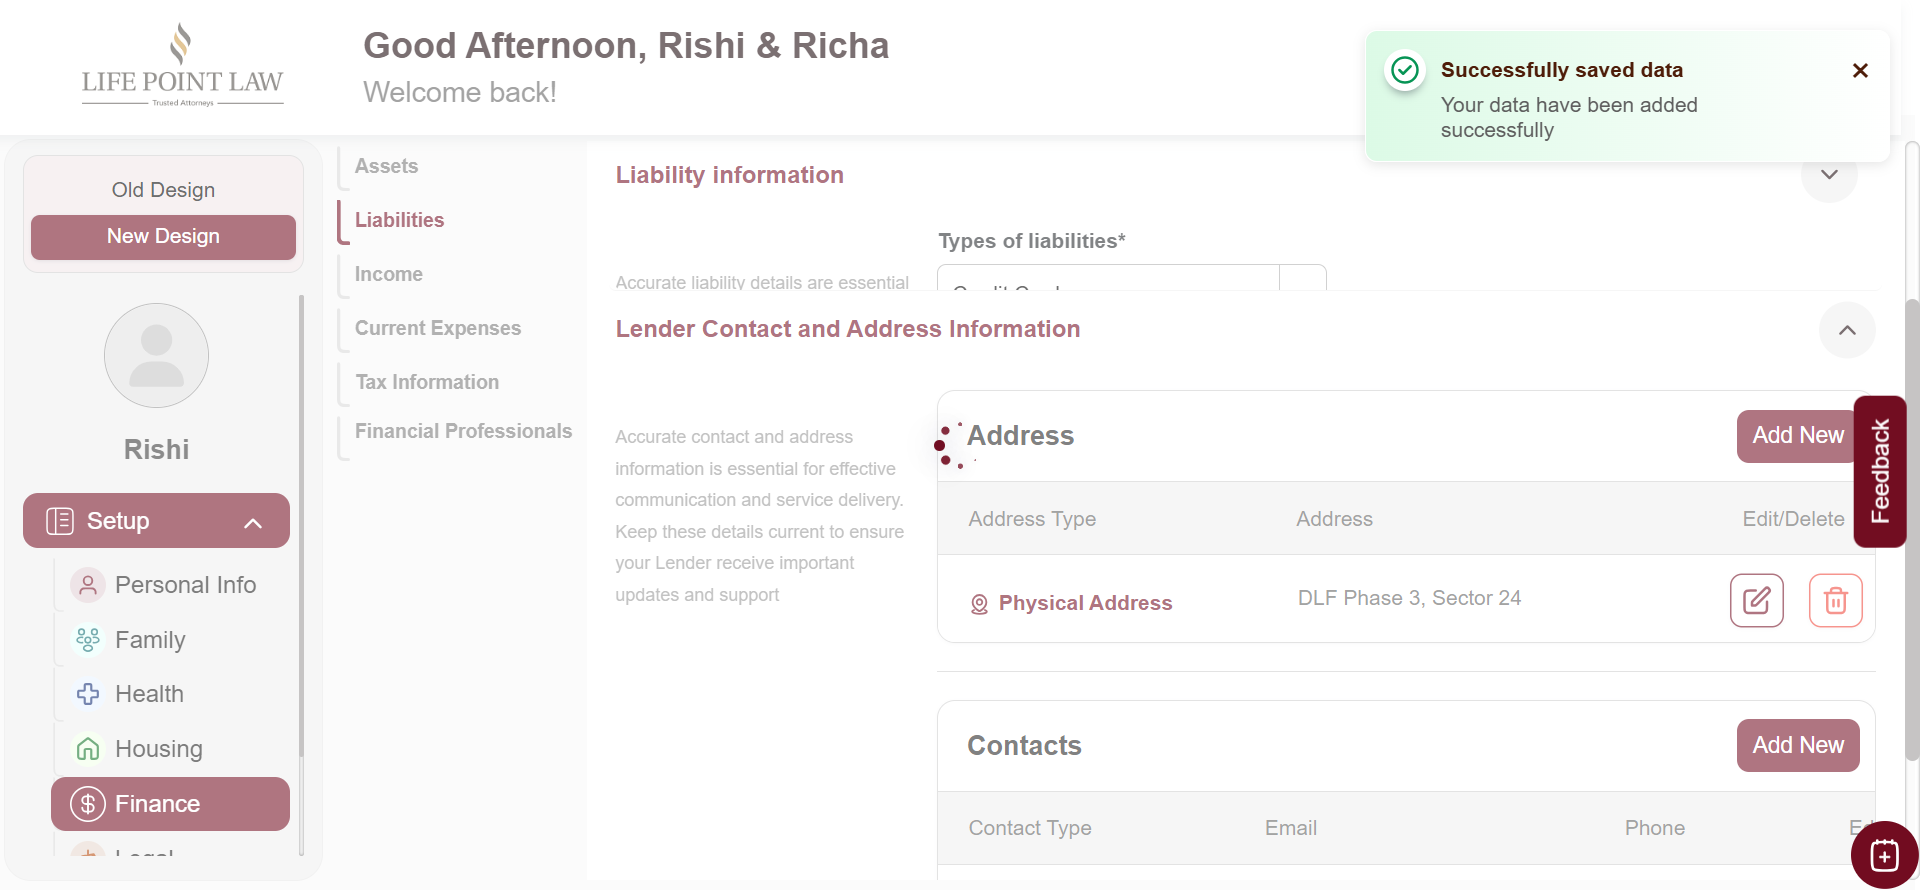 LIFE POINT LAW
Trusted Attorneys
Good Afternoon, Rishi & Richa
Welcome back!
Successfully saved data
Your data have been added
successfully
Old Design
New Design
Rishi
Setup
Personal Info
Family
Health
Housing
Finance
Legal
Assets
Liabilities
Income
Current Expenses
Tax Information
Financial Professionals
Liability information
Types of liabilities*
Accurate liability details are essential
Credit Card
Lender Contact and Address Information
Accurate contact and address
information is essential for effective
communication and service delivery.
Keep these details current to ensure
your Lender receive important
updates and support
Address
Add New
Address Type Address Edit/Delete
Physical Address DLF Phase 3, Sector 24
Contacts
Add New
Contact Type Email Phone
Feedback